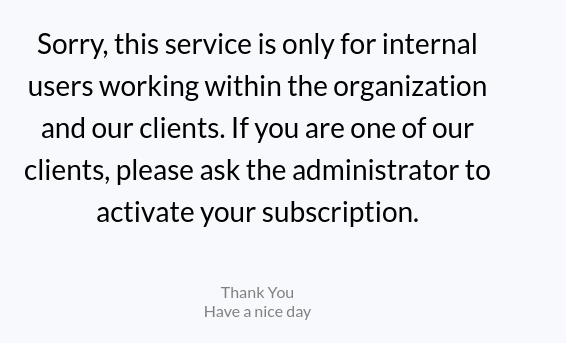 Sorry, this service is only for internal
users working within the organization
and our clients. If you are one of our
clients, please ask the administrator to
activate your subscription.
Thank You
Have a nice day